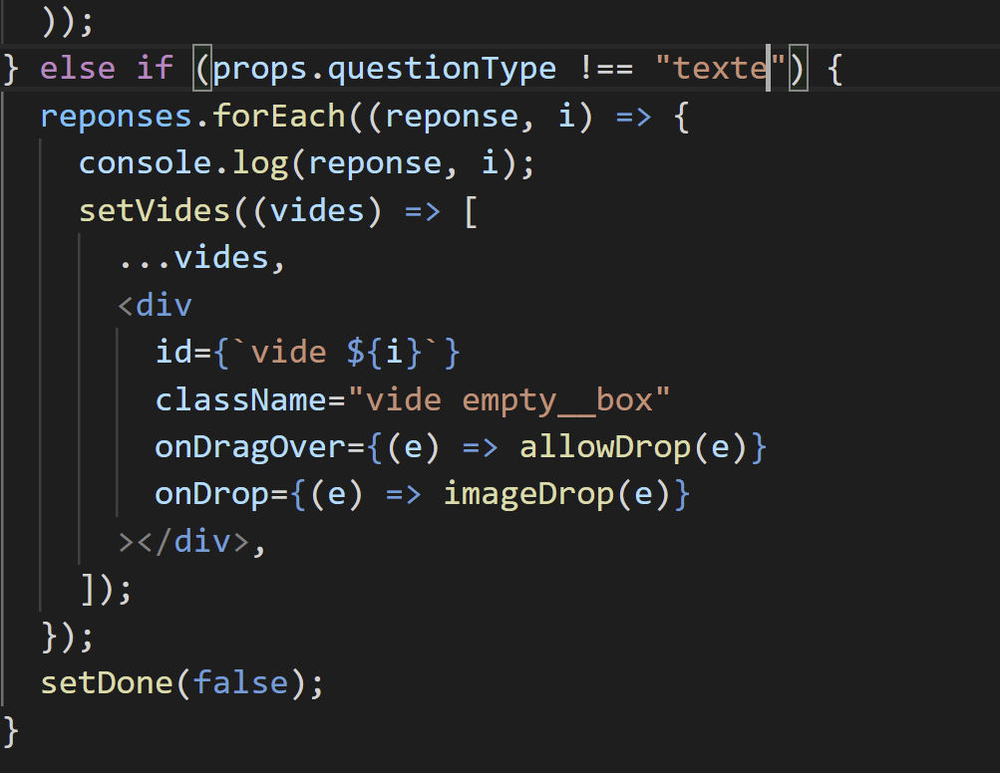 ));
} else if (props.questionType !== "texte") {
reponses.forEach((reponse, i) => {
console.log(reponse, i);
setVides((vides) => [
...vides,
<div
id={`vide ${i}`}
className="vide empty__box"
onDragOver={(e) => allowDrop(e)}
onDrop={(e) => imageDrop(e)}
></div>,
]);
});
setDone(false);
}